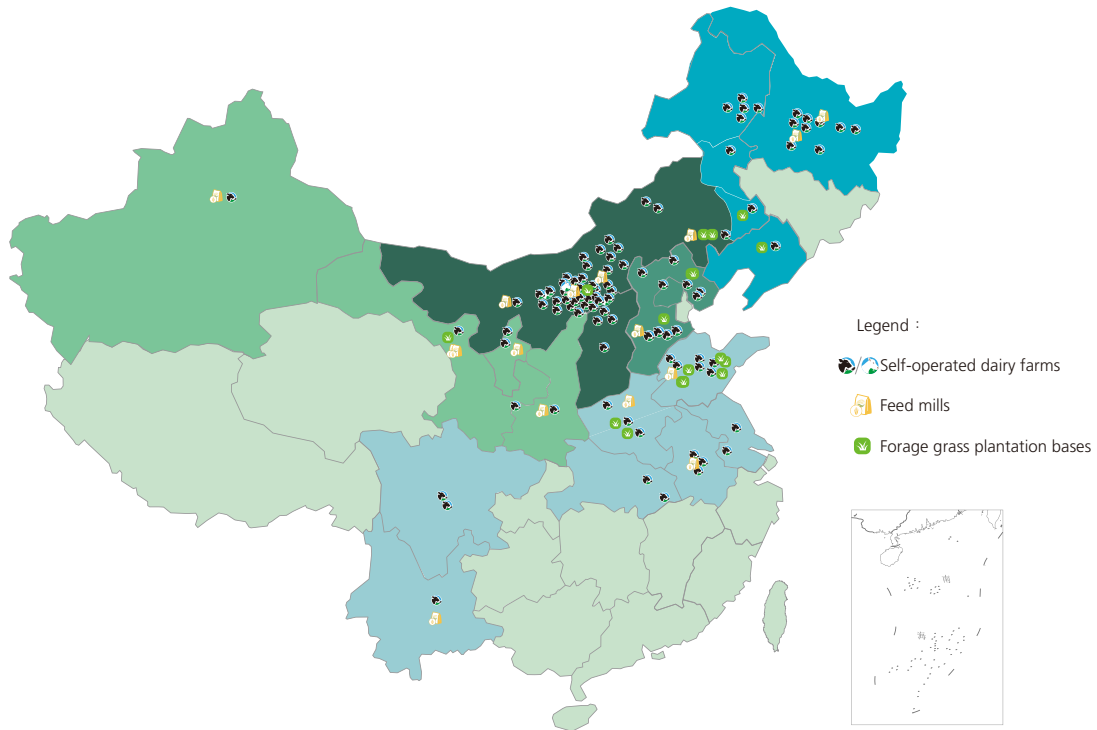 Legend：
Self-operated dairy farms
Feed mills
Forage grass plantation bases